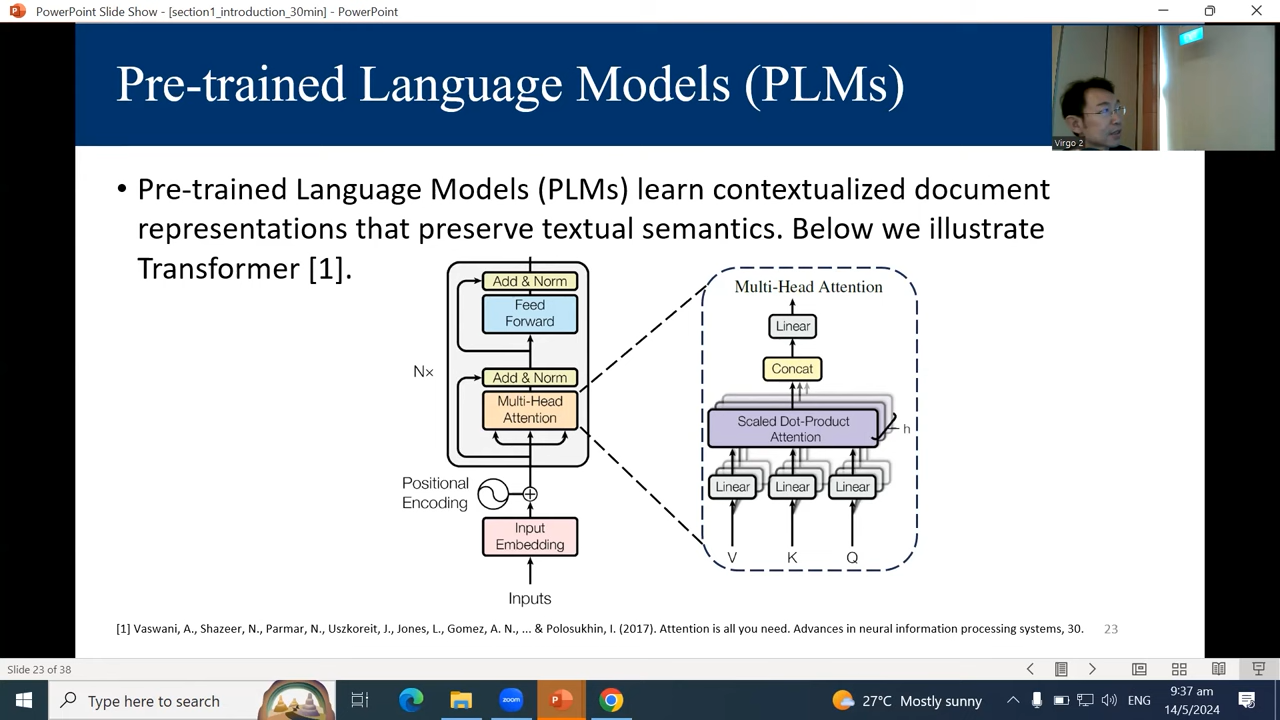 PowerPoint Slide Show - [section1_introduction_30min] - PowerPoint
Pre-trained Language Models (PLMs)
Virgo 2
• Pre-trained Language Models (PLMs) learn contextualized document
representations that preserve textual semantics. Below we illustrate
Transformer [1].
Add & Norm
Feed
Forward
Nx
Add & Norm
Multi-Head
Attention
Positional
Encoding
Input
Embedding
Inputs
Multi-Head Attention
Linear
Concat
Scaled Dot-Product
Attention
h
Linear
Linear
Linear
V
K
Q
[1] Vaswani, A., Shazeer, N., Parmar, N., Uszkoreit, J., Jones, L., Gomez, A. N., ... & Polosukhin, I. (2017). Attention is all you need. Advances in neural information processing systems, 30.
23
Slide 23 of 38
Type here to search
zoom
27°C Mostly sunny
ENG
9:37 am
14/5/2024